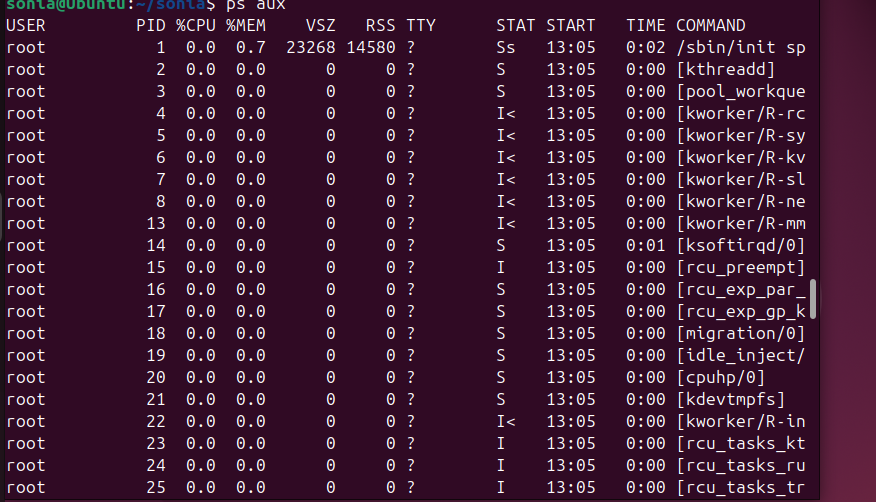 sonia@Ubuntu:~/sonia$ ps aux
USER PID %CPU %MEM VSZ RSS TTY STAT START TIME COMMAND
root 1 0.0 0.7 23268 14580 ? Ss 13:05 0:02 /sbin/init sp
root 2 0.0 0.0 0 0 ? S 13:05 0:00 [kthreadd]
root 3 0.0 0.0 0 0 ? S 13:05 0:00 [pool_workque
root 4 0.0 0.0 0 0 ? I< 13:05 0:00 [kworker/R-rc
root 5 0.0 0.0 0 0 ? I< 13:05 0:00 [kworker/R-sy
root 6 0.0 0.0 0 0 ? I< 13:05 0:00 [kworker/R-kv
root 7 0.0 0.0 0 0 ? I< 13:05 0:00 [kworker/R-sl
root 8 0.0 0.0 0 0 ? I< 13:05 0:00 [kworker/R-ne
root 13 0.0 0.0 0 0 ? I< 13:05 0:00 [kworker/R-mm
root 14 0.0 0.0 0 0 ? S 13:05 0:01 [ksoftirqd/0]
root 15 0.0 0.0 0 0 ? I 13:05 0:00 [rcu_preempt]
root 16 0.0 0.0 0 0 ? S 13:05 0:00 [rcu_exp_par_
root 17 0.0 0.0 0 0 ? S 13:05 0:00 [rcu_exp_gp_k
root 18 0.0 0.0 0 0 ? S 13:05 0:00 [migration/0]
root 19 0.0 0.0 0 0 ? S 13:05 0:00 [idle_inject/
root 20 0.0 0.0 0 0 ? S 13:05 0:00 [cpuhp/0]
root 21 0.0 0.0 0 0 ? S 13:05 0:00 [kdevtmpfs]
root 22 0.0 0.0 0 0 ? I< 13:05 0:00 [kworker/R-in
root 23 0.0 0.0 0 0 ? I 13:05 0:00 [rcu_tasks_kt
root 24 0.0 0.0 0 0 ? I 13:05 0:00 [rcu_tasks_ru
root 25 0.0 0.0 0 0 ? I 13:05 0:00 [rcu_tasks_tr